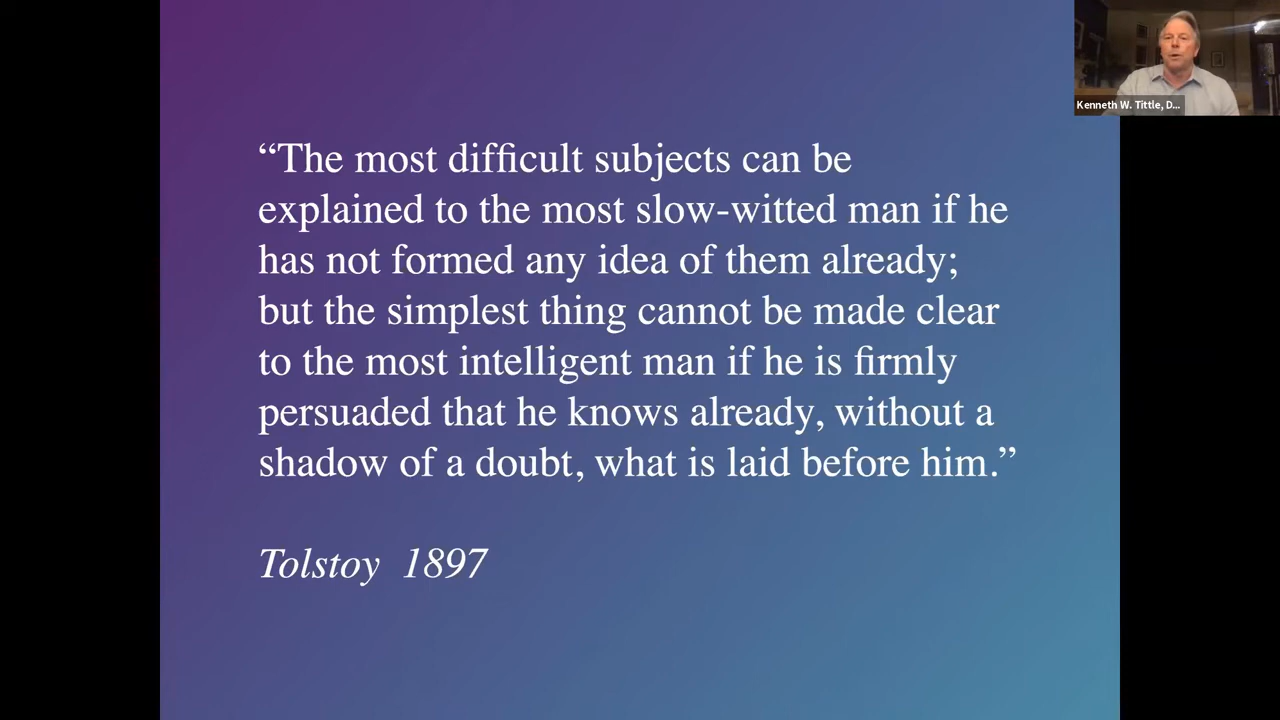 Kenneth W. Tittle, D...
“The most difficult subjects can be
explained to the most slow-witted man if he
has not formed any idea of them already;
but the simplest thing cannot be made clear
to the most intelligent man if he is firmly
persuaded that he knows already, without a
shadow of a doubt, what is laid before him.”
Tolstoy 1897